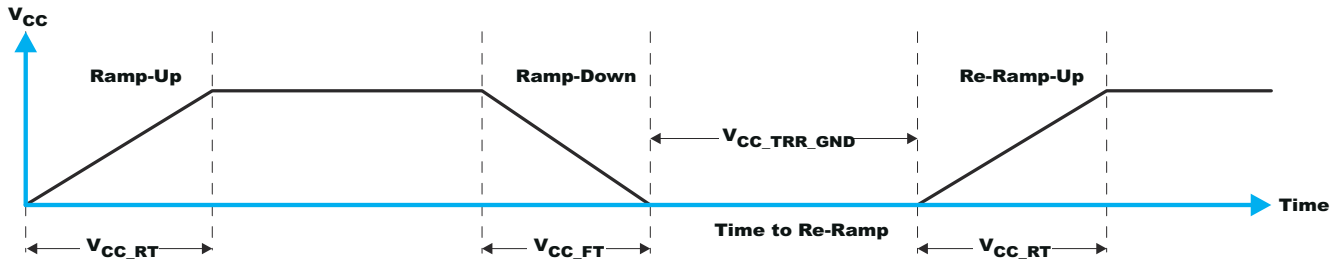 VCC
Ramp-Up
Ramp-Down
Re-Ramp-Up
VCC_TRR_GND
Time
Time to Re-Ramp
VCC_RT
VCC_FT
VCC_RT